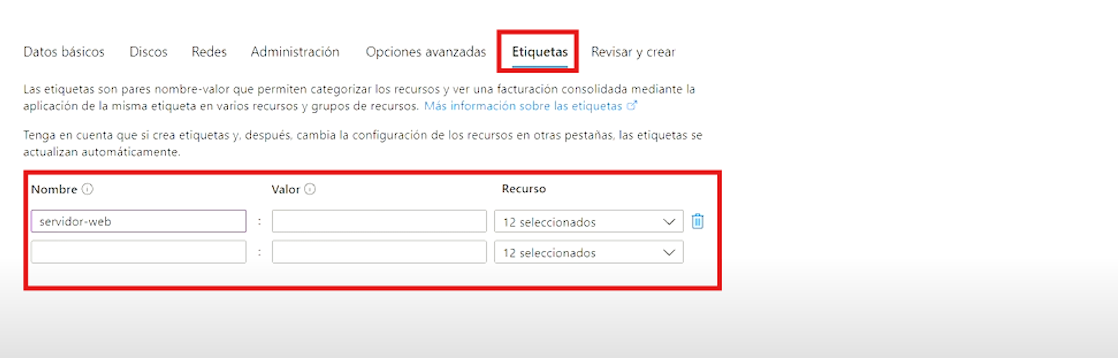 Datos básicos Discos Redes Administración Opciones avanzadas Etiquetas Revisar y crear
Las etiquetas son pares nombre-valor que permiten categorizar los recursos y ver una facturación consolidada mediante la
aplicación de la misma etiqueta en varios recursos y grupos de recursos. Más información sobre las etiquetas
Tenga en cuenta que si crea etiquetas y, después, cambia la configuración de los recursos en otras pestañas, las etiquetas se
actualizan automáticamente.
Nombre Valor Recurso
servidor-web : 12 seleccionados
: 12 seleccionados